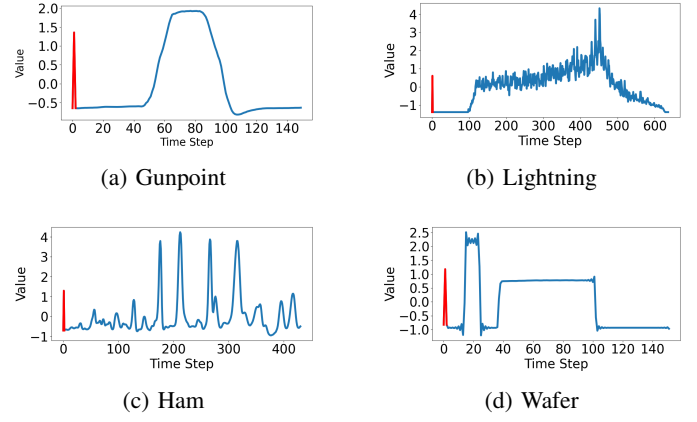 2.0
1.5
1.0
0.5
0.0
−0.5
Value
0 20 40 60 80 100 120 140
Time Step
(a) Gunpoint
4
3
2
1
0
−1
Value
0 100 200 300 400 500 600
Time Step
(b) Lightning
4
3
2
1
0
−1
Value
0 100 200 300 400
Time Step
(c) Ham
2.5
2.0
1.5
1.0
0.5
0.0
−0.5
−1.0
Value
0 20 40 60 80 100 120 140
Time Step
(d) Wafer